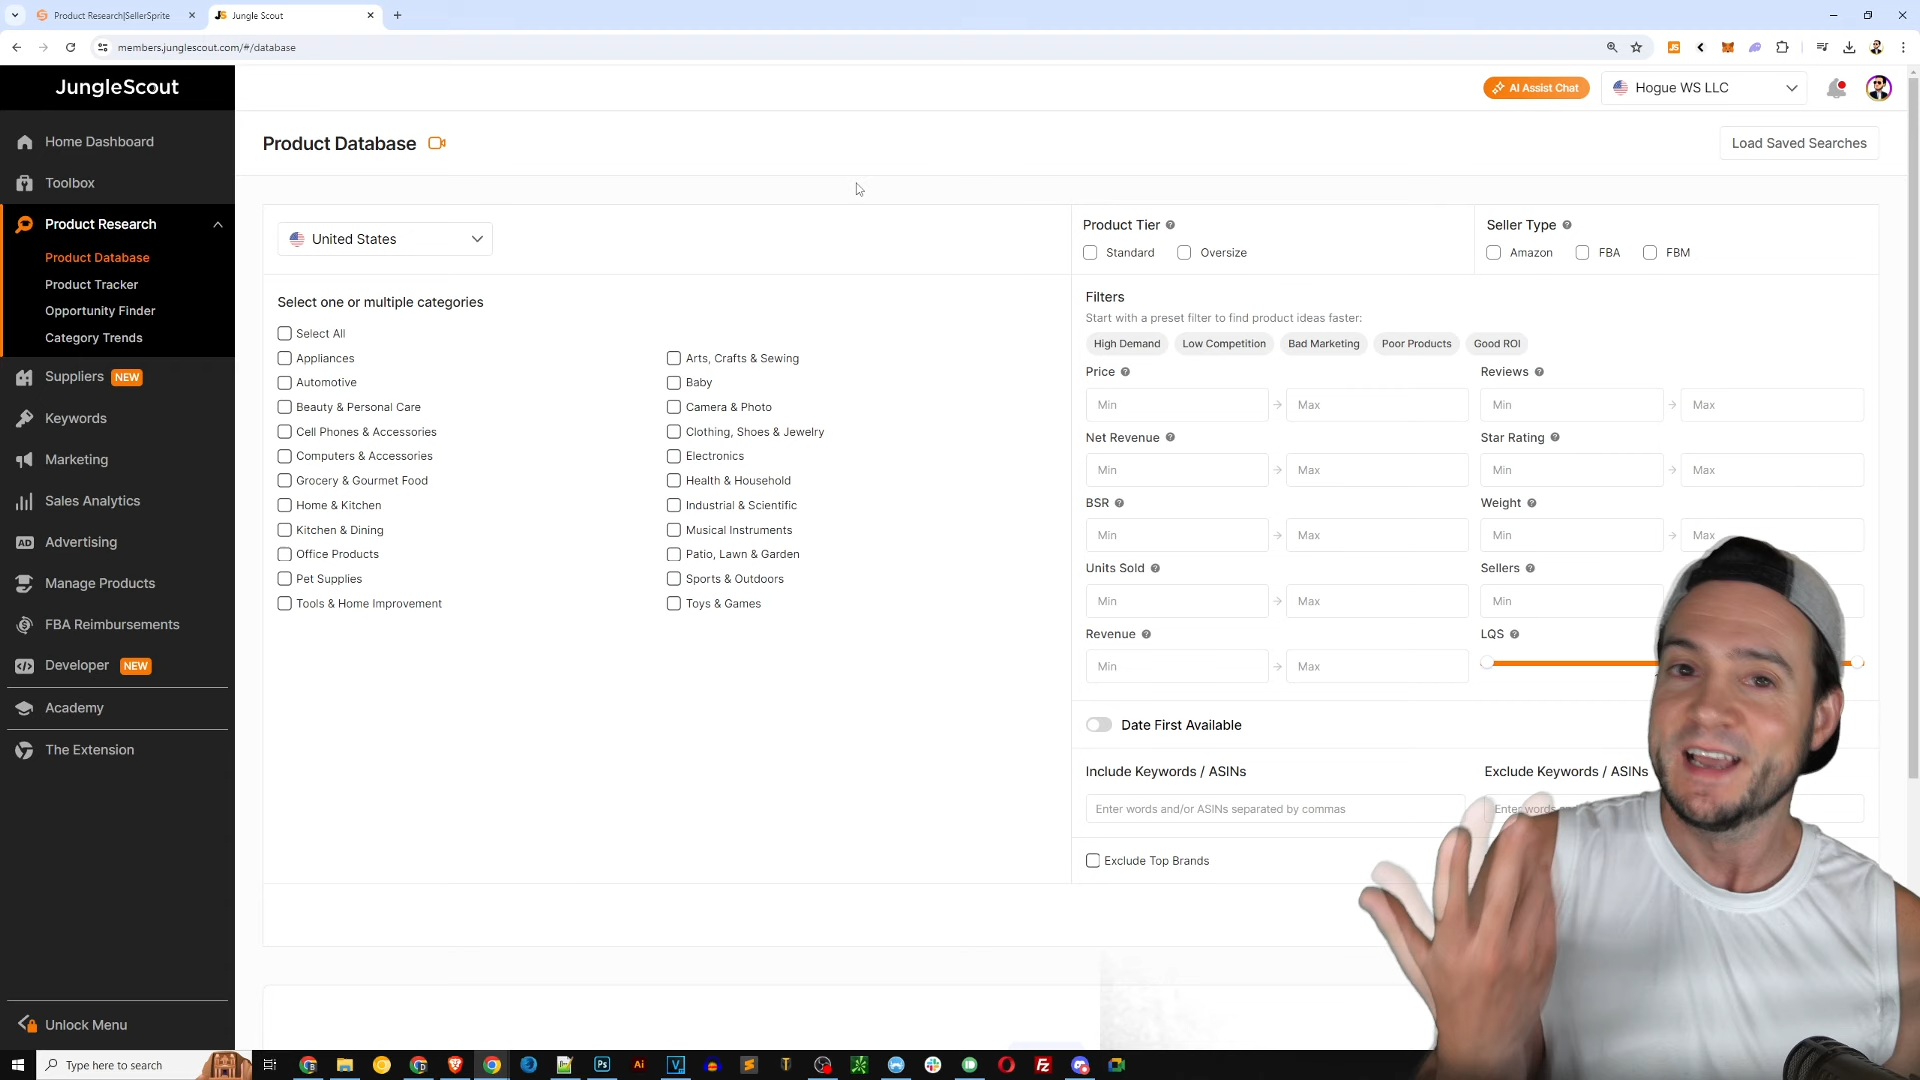 Product Research|SellerSprite
Jungle Scout
members.junglescout.com/#/database
JungleScout
AI Assist Chat
Hogue WS LLC
Home Dashboard
Toolbox
Product Research
Product Database
Product Tracker
Opportunity Finder
Category Trends
Suppliers NEW
Keywords
Marketing
Sales Analytics
Advertising
Manage Products
FBA Reimbursements
Developer NEW
Academy
The Extension
Unlock Menu
Product Database
Load Saved Searches
United States
Select one or multiple categories
Select All
Appliances
Arts, Crafts & Sewing
Automotive
Baby
Beauty & Personal Care
Camera & Photo
Cell Phones & Accessories
Clothing, Shoes & Jewelry
Computers & Accessories
Electronics
Grocery & Gourmet Food
Health & Household
Home & Kitchen
Industrial & Scientific
Kitchen & Dining
Musical Instruments
Office Products
Patio, Lawn & Garden
Pet Supplies
Sports & Outdoors
Tools & Home Improvement
Toys & Games
Product Tier
Standard Oversize
Seller Type
Amazon FBA FBM
Filters
Start with a preset filter to find product ideas faster:
High Demand Low Competition Bad Marketing Poor Products Good ROI
Price Reviews
Min Max Min Max
Net Revenue Star Rating
Min Max Min Max
BSR Weight
Min Max Min Max
Units Sold Sellers
Min Max Min
Revenue LQS
Min Max
Date First Available
Include Keywords / ASINs Exclude Keywords / ASINs
Enter words and/or ASINs separated by commas Enter words
Exclude Top Brands
Type here to search